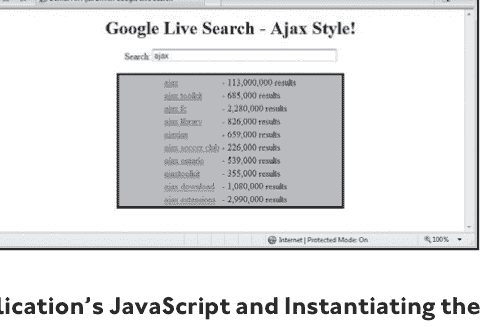 Google Live Search - Ajax Style!
Search: ajax
ajax - 113,000,000 results
ajax toolkit - 685,000 results
ajax fc - 2,280,000 results
ajax library - 826,000 results
ajaxian - 659,000 results
ajax soccer club - 226,000 results
ajax ontario - 539,000 results
ajaxtoolkit - 355,000 results
ajax download - 1,080,000 results
ajax extensions - 2,990,000 results
Internet | Protected Mode: On 100%
lication's JavaScript and Instantiating the